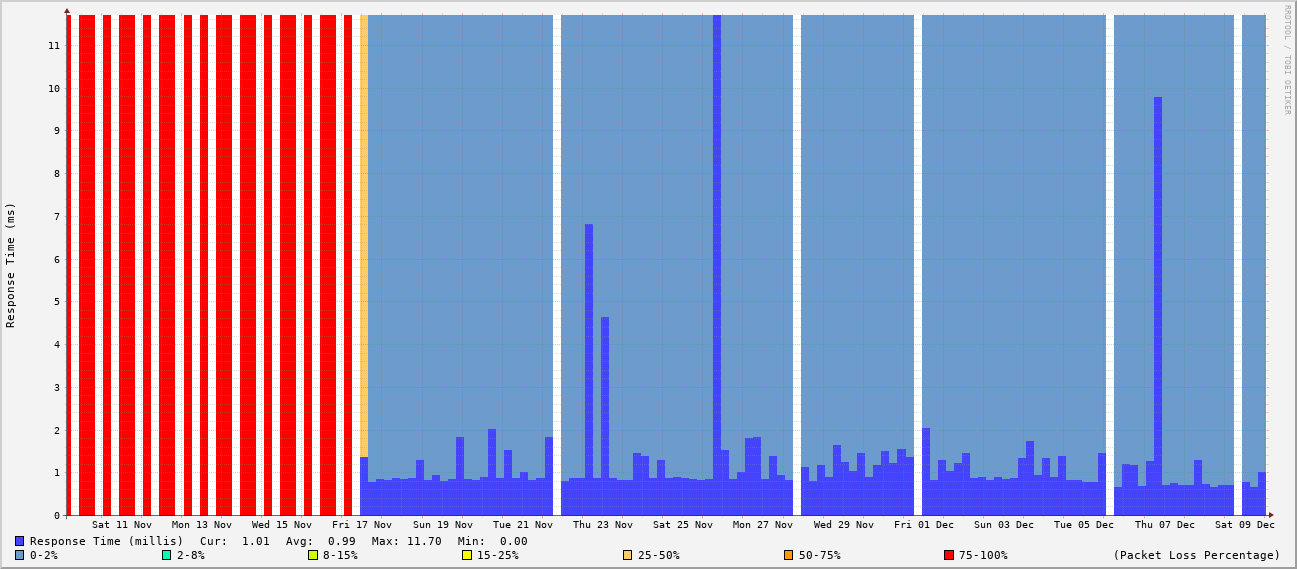 RRDTOOL / TOBI OETIKER
Response Time (ms)
11
10
9
8
7
6
5
4
3
2
1
0
Sat 11 Nov Mon 13 Nov Wed 15 Nov Fri 17 Nov Sun 19 Nov Tue 21 Nov Thu 23 Nov Sat 25 Nov Mon 27 Nov Wed 29 Nov Fri 01 Dec Sun 03 Dec Tue 05 Dec Thu 07 Dec Sat 09 Dec
Response Time (millis) Cur: 1.01 Avg: 0.99 Max: 11.70 Min: 0.00
0-2% 2-8% 8-15% 15-25% 25-50% 50-75% 75-100% (Packet Loss Percentage)